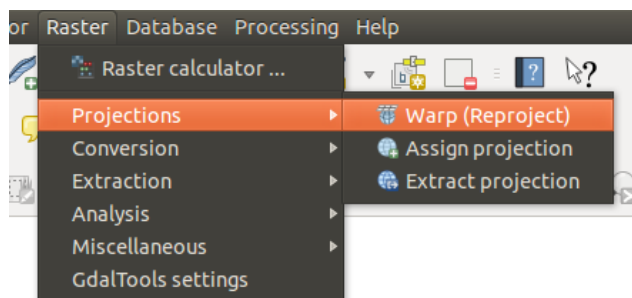 or Raster Database Processing Help
Raster calculator ...
Projections
Warp (Reproject)
Conversion
Assign projection
Extraction
Extract projection
Analysis
Miscellaneous
GdalTools settings